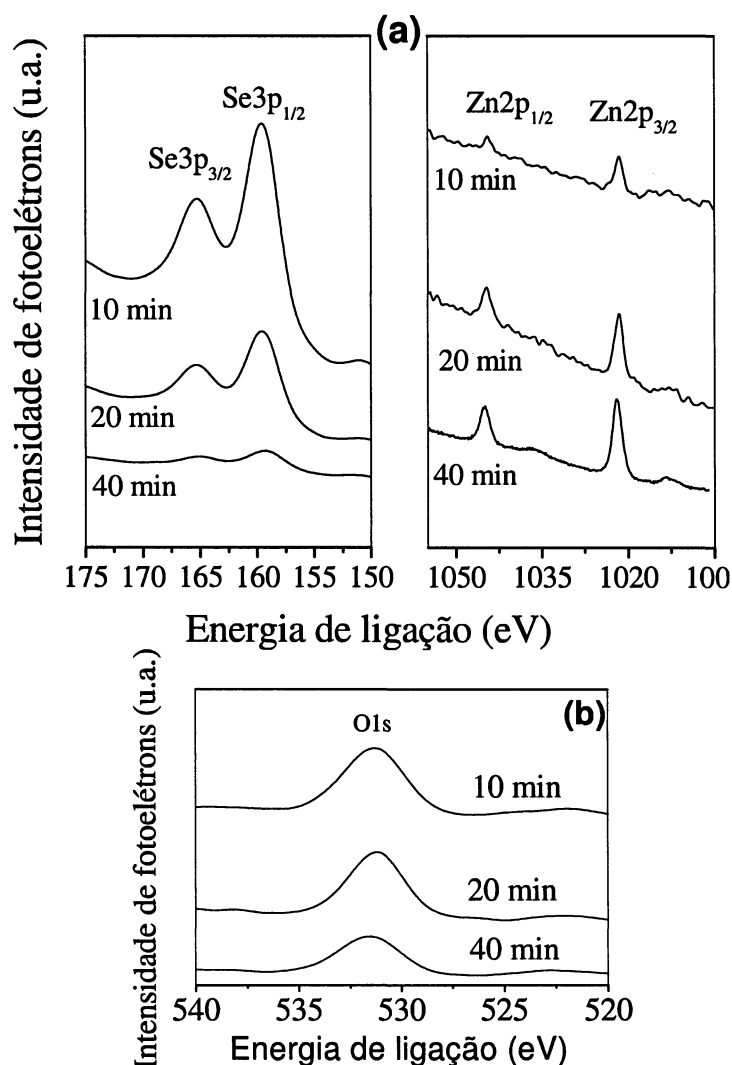 (a)
Intensidade de fotoelétrons (u.a.)
Se3p1/2
Se3p3/2
10 min
20 min
40 min
175 170 165 160 155 150
Zn2p1/2 Zn2p3/2
10 min
20 min
40 min
1050 1035 1020 100
Energia de ligação (eV)
(b)
Intensidade de fotoelétrons (u.a.)
O1s
10 min
20 min
40 min
540 535 530 525 520
Energia de ligação (eV)